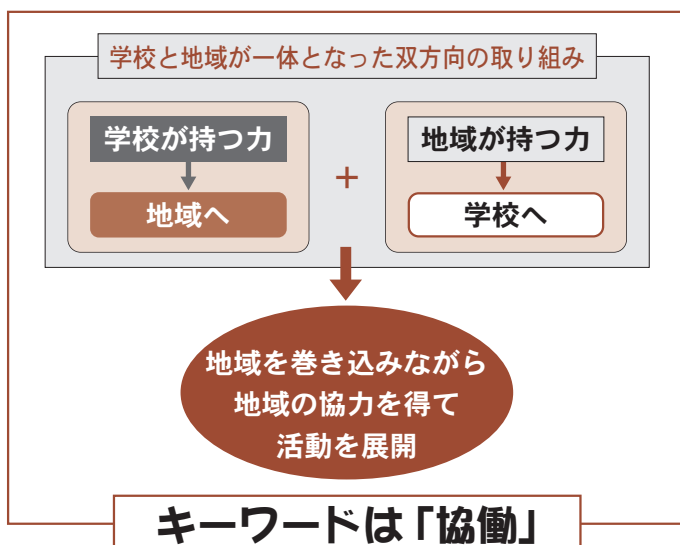 学校と地域が一体となった双方向の取り組み
学校が持つ力
地域へ
+
地域が持つ力
学校へ
地域を巻き込みながら
地域の協力を得て
活動を展開
キーワードは「協働」